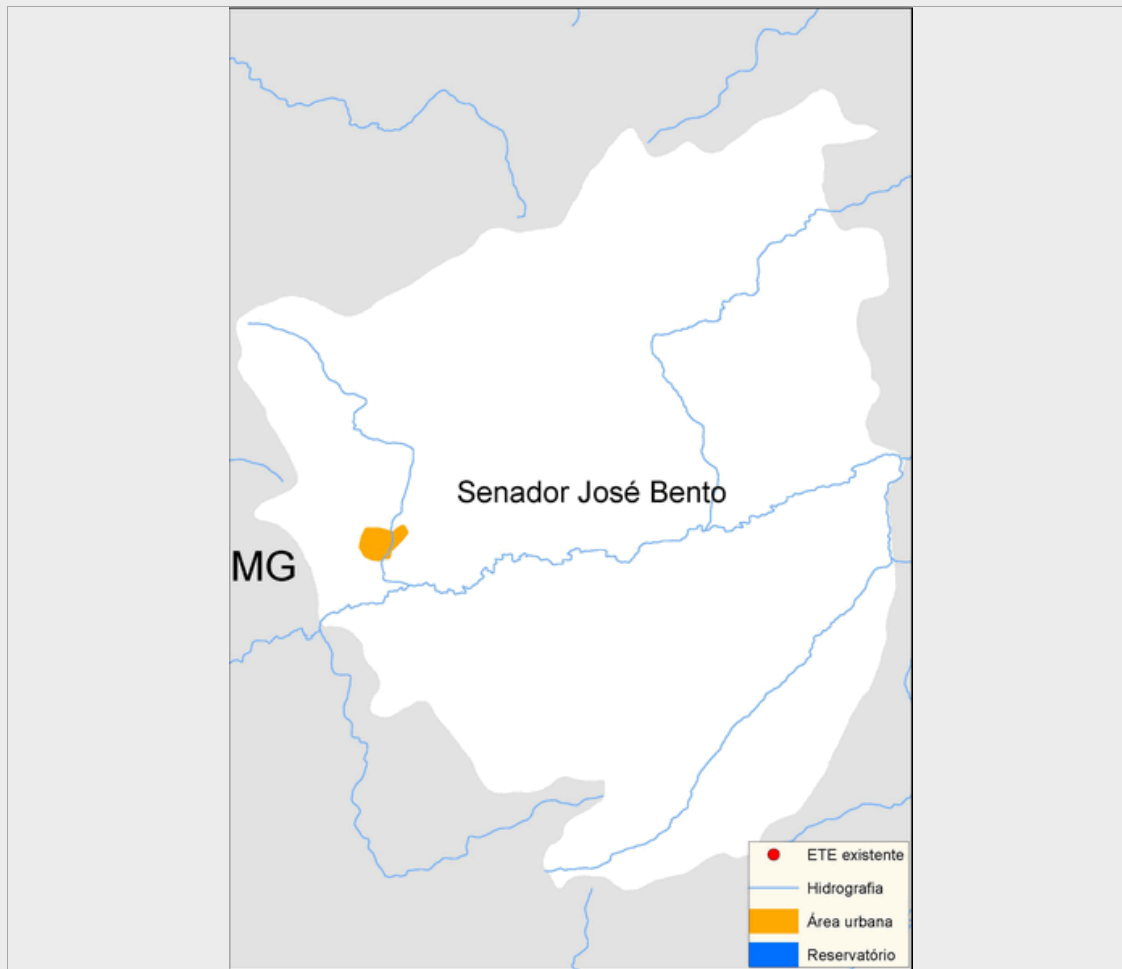 Senador José Bento
MG
ETE existente
Hidrografia
Área urbana
Reservatório